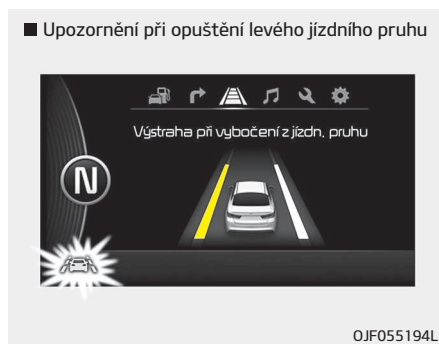 ■ Upozornění při opuštění levého jízdního pruhu
Výstraha při vybočení z jízdn. pruhu
N
OJF055194L